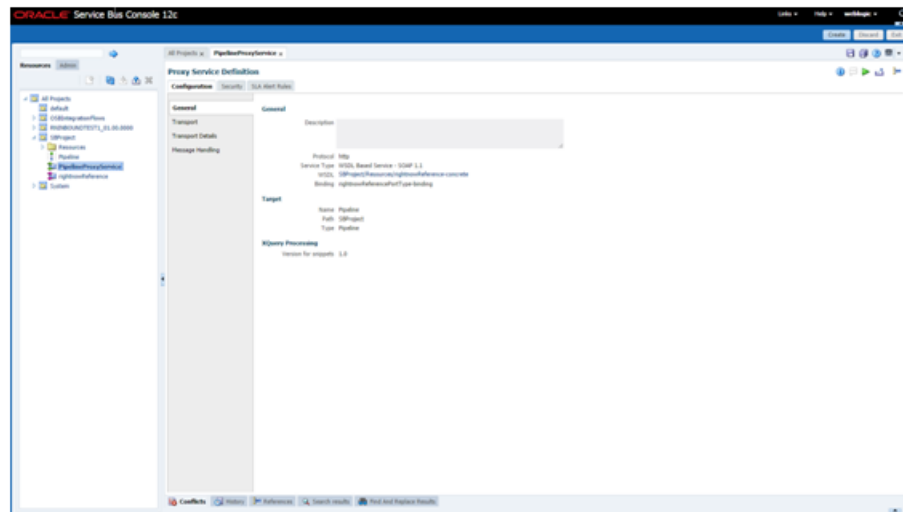 ORACLE Service Bus Console 12c
Links Help weblogic
Create Discard Exit
Resources Admin
All Projects
default
SBProject
Resources
Pipeline
PipelineProxyService
rightnowReference
System
All Projects PipelineProxyService
Proxy Service Definition
Configuration Security SLA Alert Rules
General
Transport
Transport Details
Message Handling
General
Description
Protocol http
Service Type WSDL Based Service - SOAP 1.1
WSDL SBProject/Resources/rightnowReference-concrete
Binding rightnowReferencePortType-binding
Target
Name Pipeline
Path SBProject
Type Pipeline
XQuery Processing
Version for snippets 1.0
Conflicts History References Search results Find And Replace Results